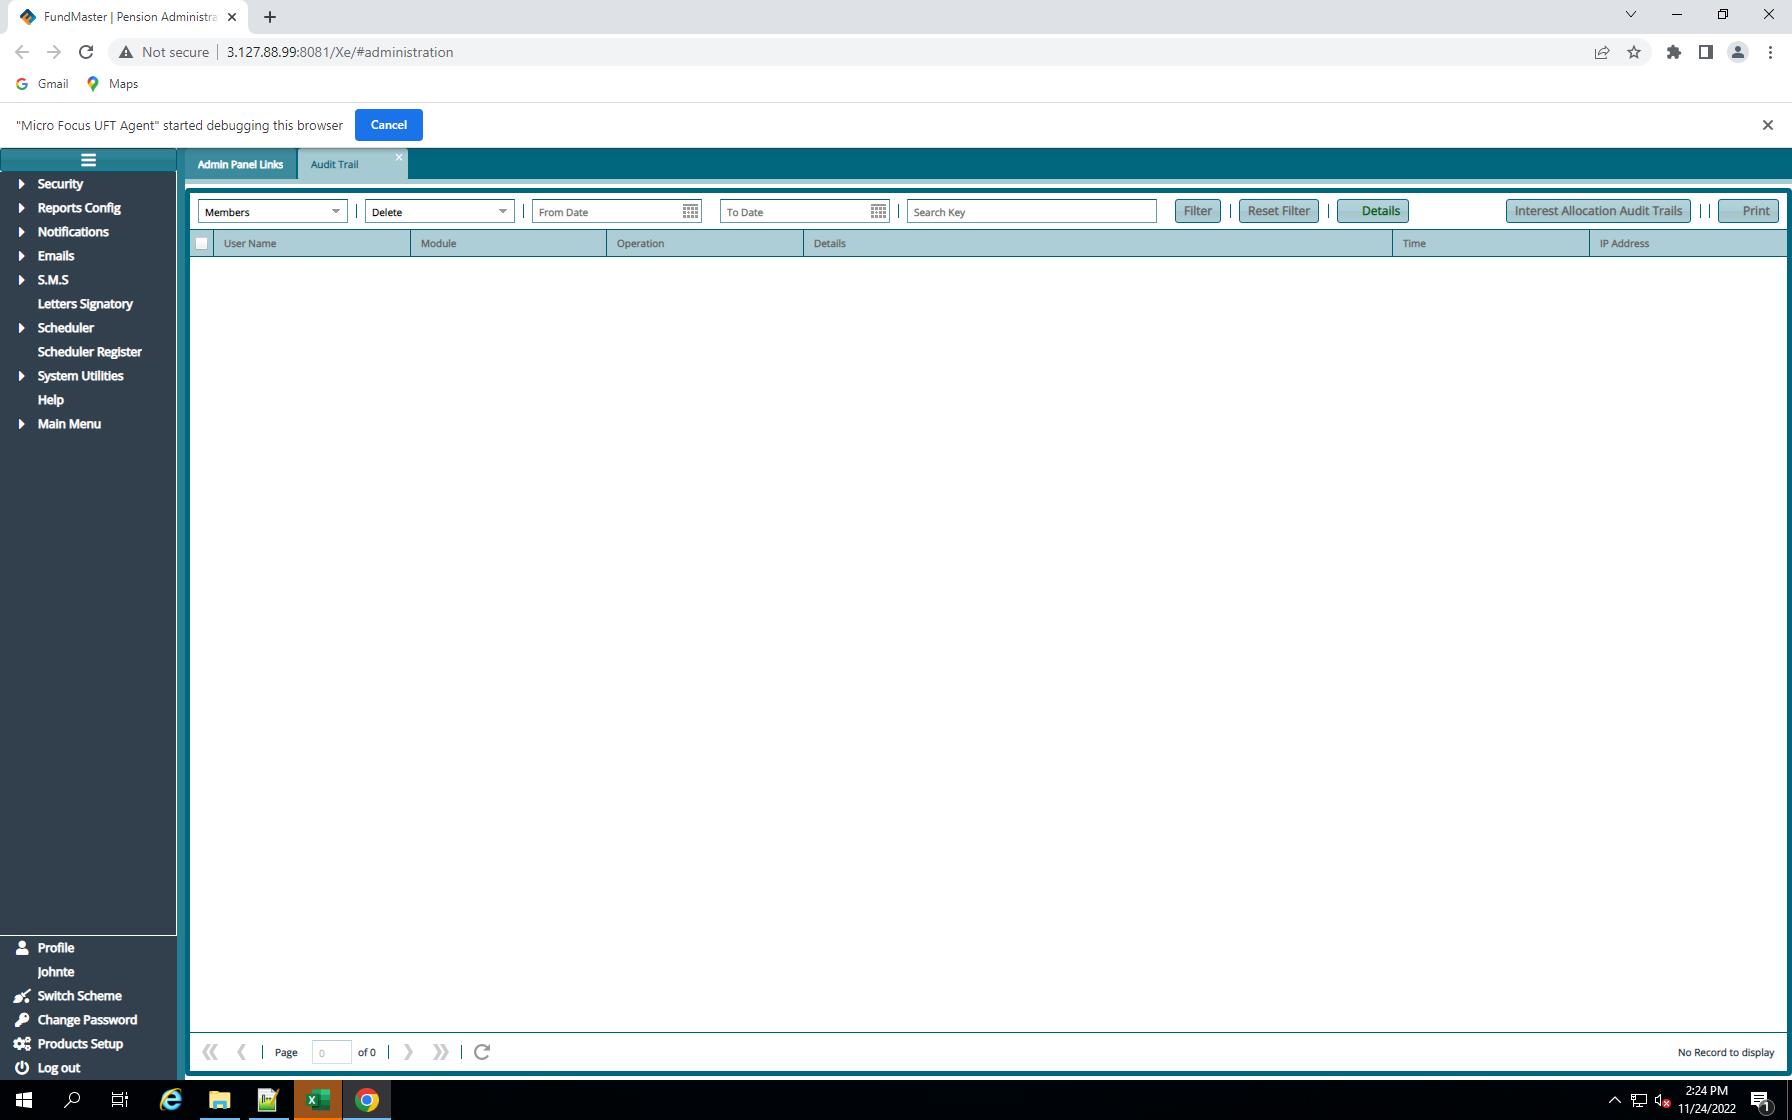 FundMaster | Pension Administra
Not secure 3.127.88.99:8081/Xe/#administration
Gmail Maps
"Micro Focus UFT Agent" started debugging this browser Cancel
Admin Panel Links Audit Trail
Security
Reports Config
Notifications
Emails
S.M.S
Letters Signatory
Scheduler
Scheduler Register
System Utilities
Help
Main Menu
Members Delete From Date To Date Search Key Filter Reset Filter Details Interest Allocation Audit Trails Print
User Name Module Operation Details Time IP Address
Profile
Johnte
Switch Scheme
Change Password
Products Setup
Log out
Page 0 of 0 No Record to display
2:24 PM
11/24/2022
1